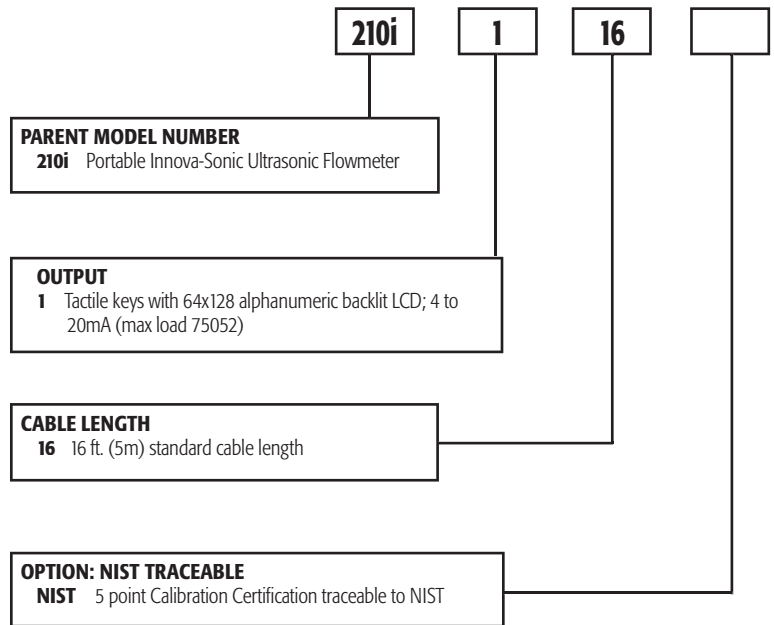 210i 1 16
PARENT MODEL NUMBER
210i Portable Innova-Sonic Ultrasonic Flowmeter
OUTPUT
1 Tactile keys with 64x128 alphanumeric backlit LCD; 4 to
20mA (max load 75052)
CABLE LENGTH
16 16 ft. (5m) standard cable length
OPTION: NIST TRACEABLE
NIST 5 point Calibration Certification traceable to NIST